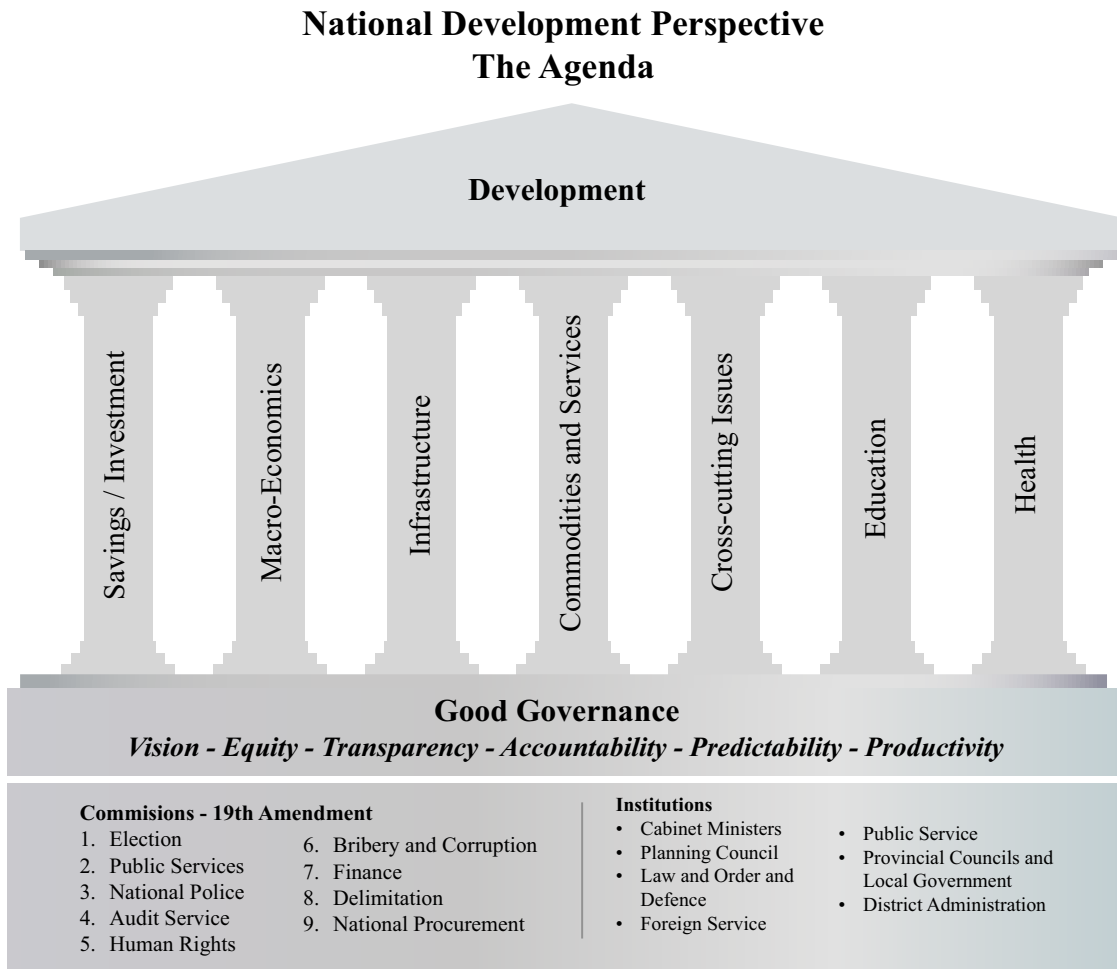 National Development Perspective
The Agenda
Development
Savings / Investment
Macro-Economics
Infrastructure
Commodities and Services
Cross-cutting Issues
Education
Health
Good Governance
Vision - Equity - Transparency - Accountability - Predictability - Productivity
Commisions - 19th Amendment
1. Election
2. Public Services
3. National Police
4. Audit Service
5. Human Rights
6. Bribery and Corruption
7. Finance
8. Delimitation
9. National Procurement
Institutions
• Cabinet Ministers
• Planning Council
• Law and Order and
Defence
• Foreign Service
• Public Service
• Provincial Councils and
Local Government
• District Administration